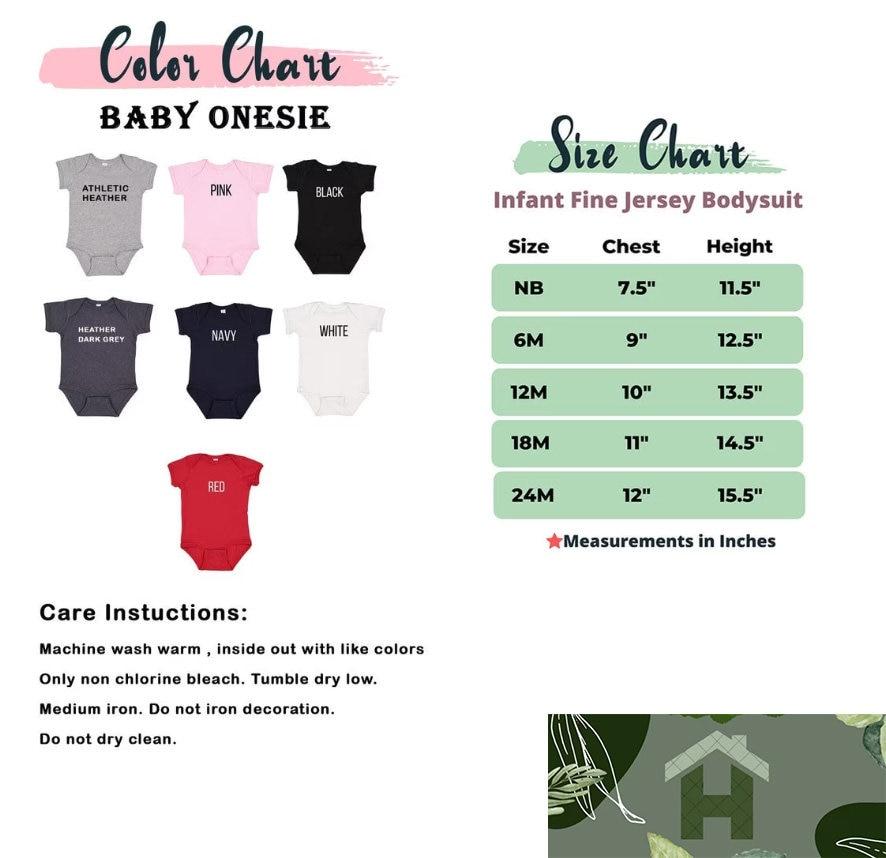 Color Chart
BABY ONESIE
ATHLETIC
HEATHER
PINK
BLACK
HEATHER
DARK GREY
NAVY
WHITE
RED
Care Instuctions:
Machine wash warm , inside out with like colors
Only non chlorine bleach. Tumble dry low.
Medium iron. Do not iron decoration.
Do not dry clean.
Size Chart
Infant Fine Jersey Bodysuit
Size Chest Height
NB 7.5" 11.5"
6M 9" 12.5"
12M 10" 13.5"
18M 11" 14.5"
24M 12" 15.5"
Measurements in Inches
H